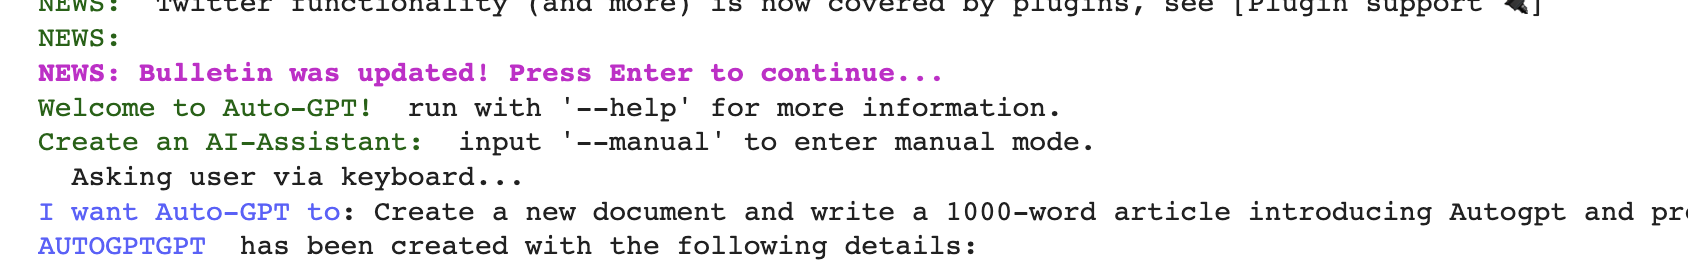 NEWS:  Twitter functionality (and more) is now covered by plugins, see [Plugin support 🔌]
NEWS:
NEWS: Bulletin was updated! Press Enter to continue...
Welcome to Auto-GPT!  run with '--help' for more information.
Create an AI-Assistant:  input '--manual' to enter manual mode.
  Asking user via keyboard...
I want Auto-GPT to: Create a new document and write a 1000-word article introducing Autogpt and
AUTOGPTGPT  has been created with the following details: